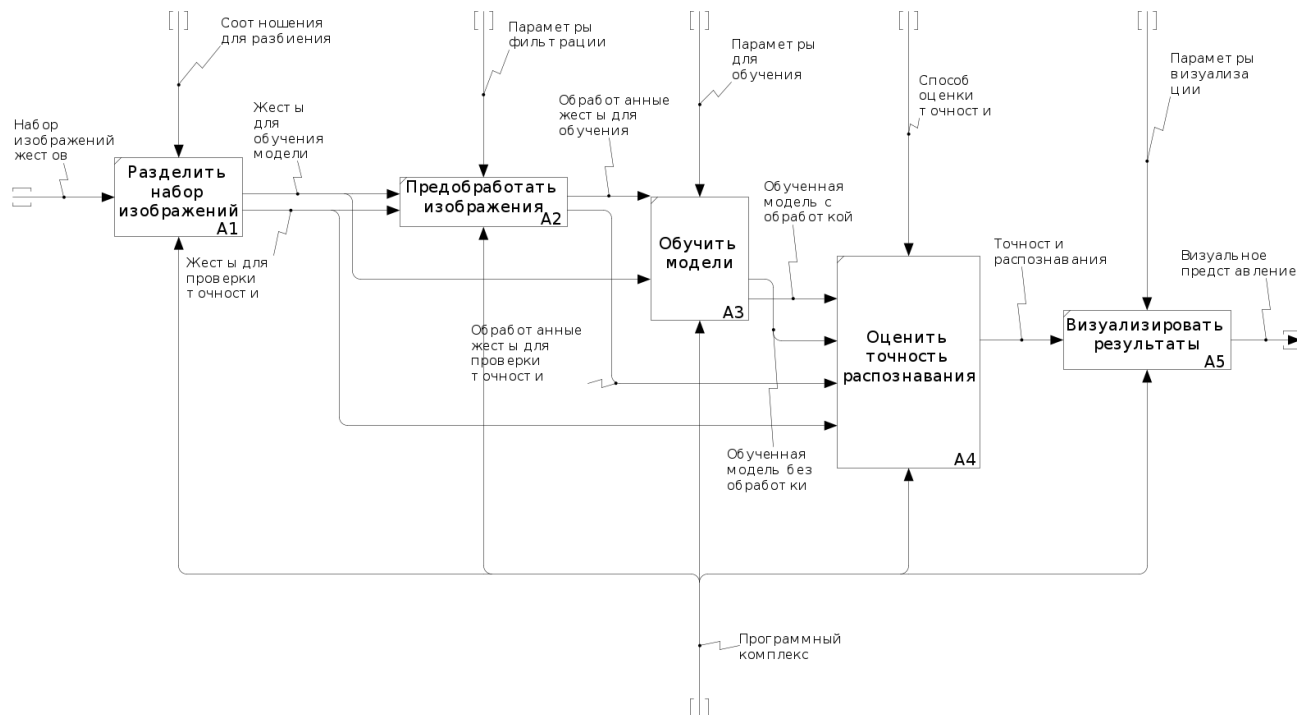 Соотношения
для разбиения
Параметры
фильтрации
Параметры
для
обучения
Способ
оценки
точности
Параметры
визуализа
ции
Набор
изображений
жестов
Жесты
для
обучения
модели
Обработанные
жесты для
обучения
Разделить
набор
изображений
A1
Предобработать
изображения
A2
Жесты для
проверки
точности
Обучить
модели
A3
Обученная
модель с
обработкой
Обработанные
жесты для
проверки
точности
Обученная
модель без
обработки
Оценить
точность
распознавания
A4
Точности
распознавания
Визуализировать
результаты
A5
Визуальное
представление
Программный
комплекс